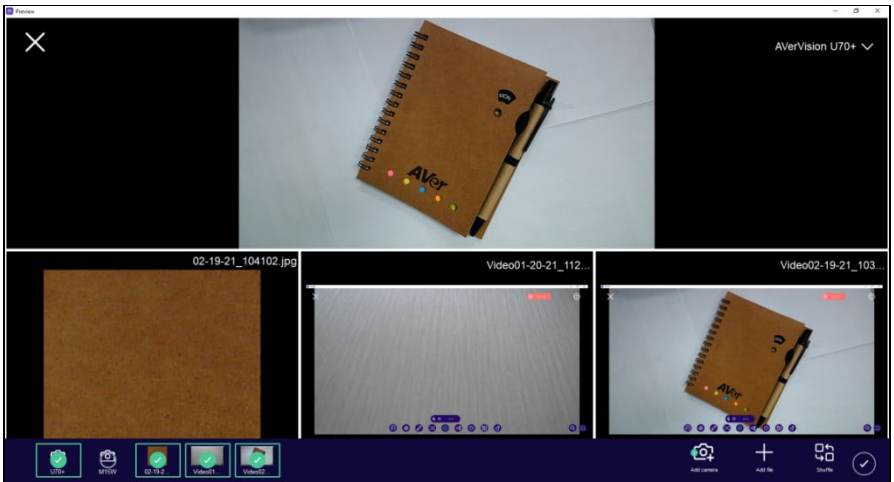 Preview
AVerVision U70+
AVer
02-19-21_104102.jpg
Video01-20-21_112...
Video02-19-21_103...
AVer
U70+
M15W
02-19-2...
Video01...
Video02...
Add camera
Add file
Shuffle